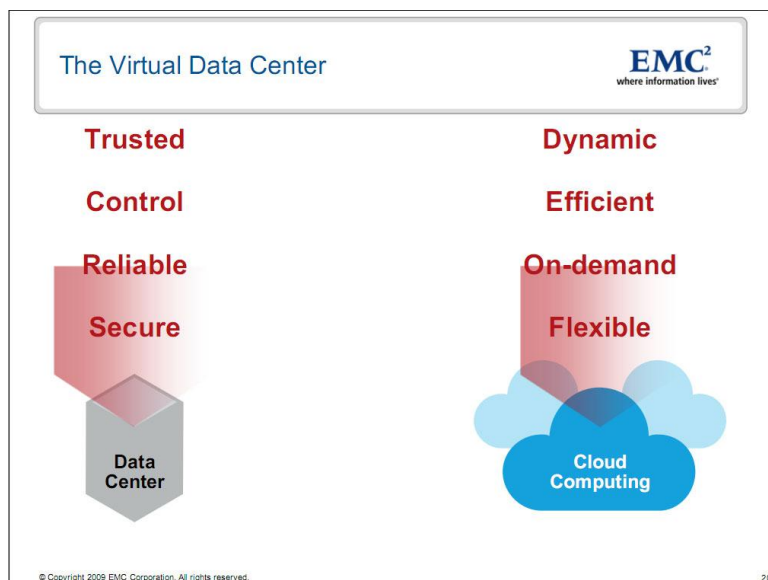 The Virtual Data Center
EMC²
where information lives®
Trusted
Control
Reliable
Secure
Data
Center
Dynamic
Efficient
On-demand
Flexible
Cloud
Computing
© Copyright 2009 EMC Corporation. All rights reserved.